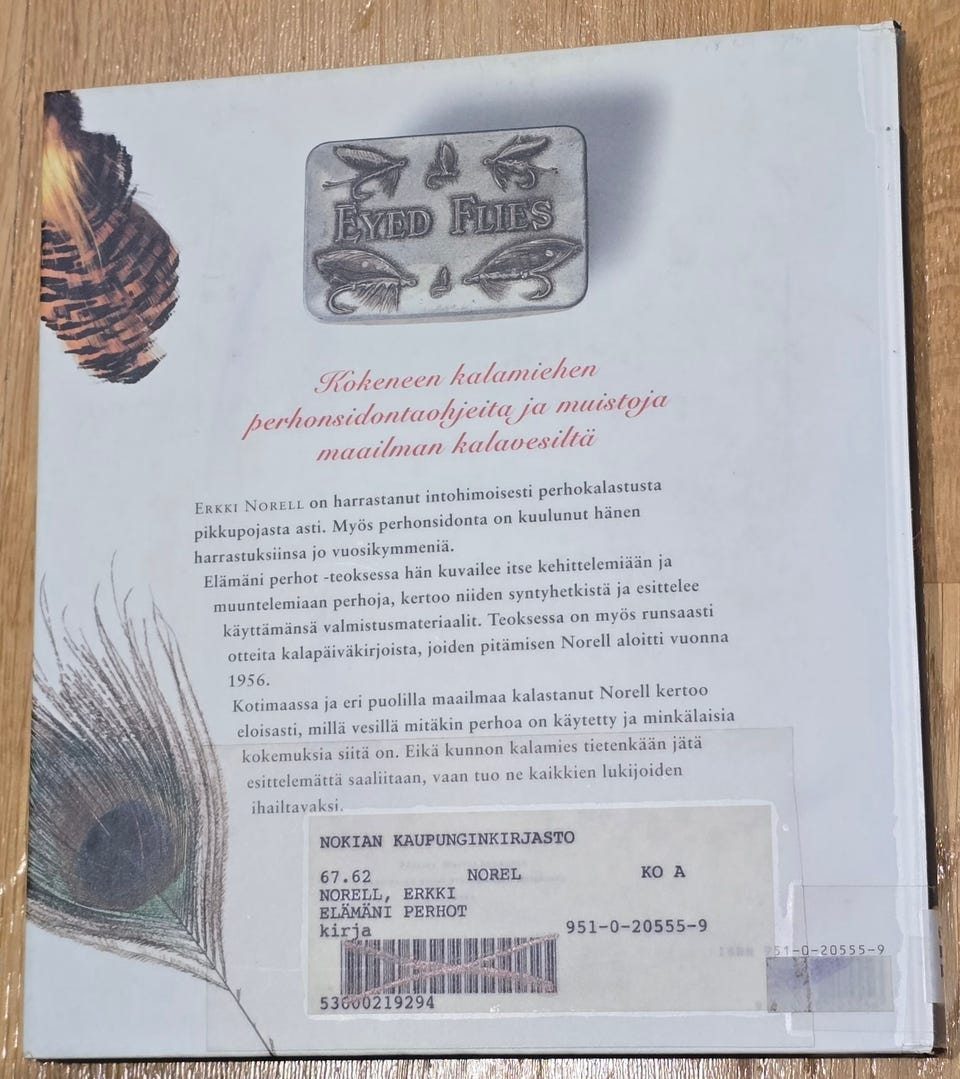 EYED FLIES
Kokeneen kalamiehen
perhonsidontaohjeita ja muistoja
maailman kalavesiltä
ERKKI NORELL on harrastanut intohimoisesti perhokalastusta
pikkupojasta asti. Myös perhonsidonta on kuulunut hänen
harrastuksiinsa jo vuosikymmeniä.
Elämäni perhot -teoksessa hän kuvailee itse kehittelemiään ja
muuntelemiaan perhoja, kertoo niiden syntyhetkistä ja esittelee
käyttämänsä valmistusmateriaalit. Teoksessa on myös runsaasti
otteita kalapäiväkirjoista, joiden pitämisen Norell aloitti vuonna
1956.
Kotimaassa ja eri puolilla maailmaa kalastanut Norell kertoo
eloisasti, millä vesillä mitäkin perhoa on käytetty ja minkälaisia
kokemuksia siitä on. Eikä kunnon kalamies tietenkään jätä
esittelemättä saaliitaan, vaan tuo ne kaikkien lukijoiden
ihailtavaksi.
NOKIAN KAUPUNGINKIRJASTO
67.62 NOREL KO A
NORELL, ERKKI
ELÄMÄNI PERHOT
kirja 951-0-20555-9
53600219294
ISBN 951-0-20555-9